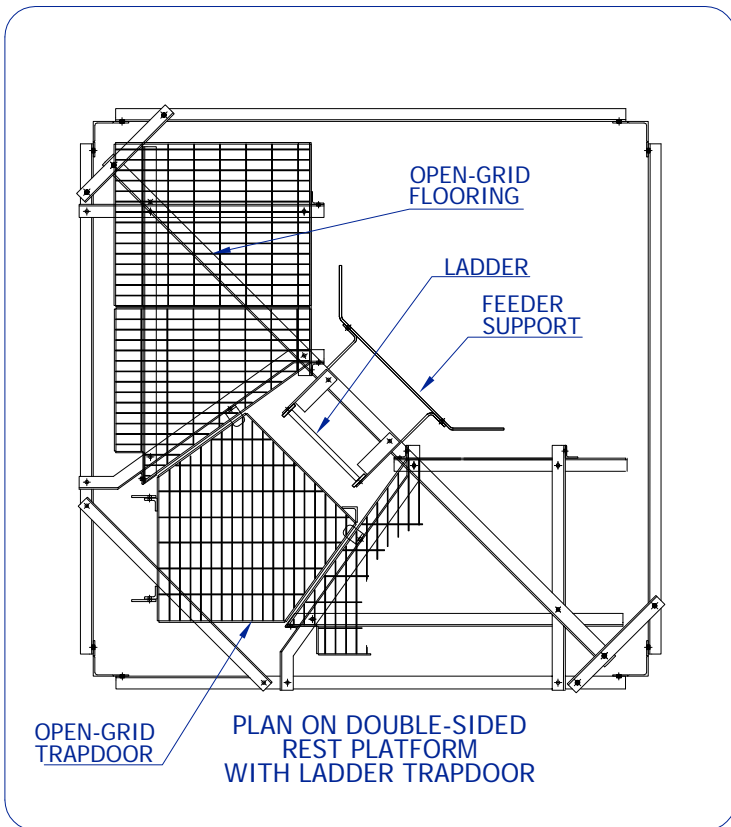 OPEN-GRID
FLOORING
LADDER
FEEDER
SUPPORT
OPEN-GRID
TRAPDOOR
PLAN ON DOUBLE-SIDED
REST PLATFORM
WITH LADDER TRAPDOOR